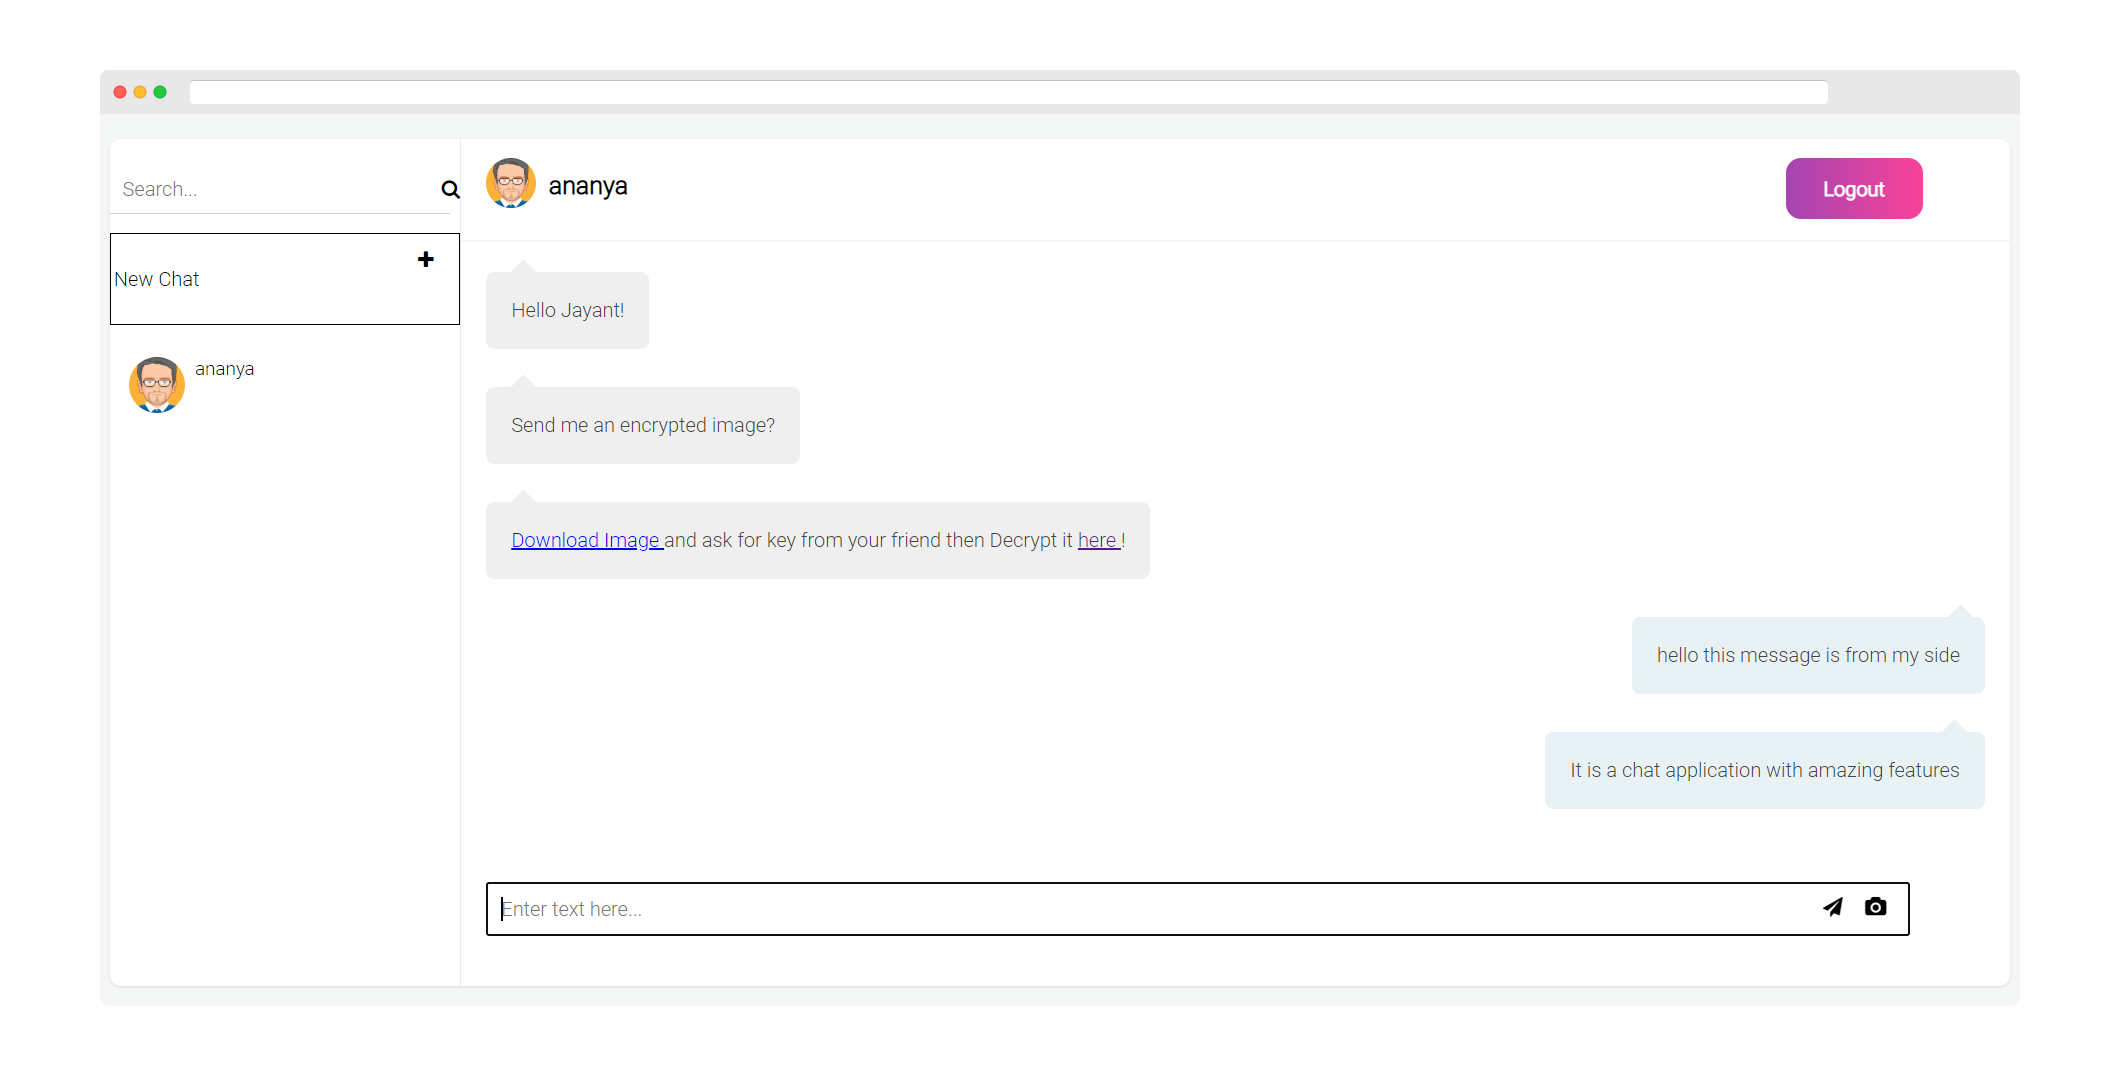 Search...
New Chat
ananya
ananya
Logout
Hello Jayant!
Send me an encrypted image?
Download Image and ask for key from your friend then Decrypt it here !
hello this message is from my side
It is a chat application with amazing features
Enter text here...